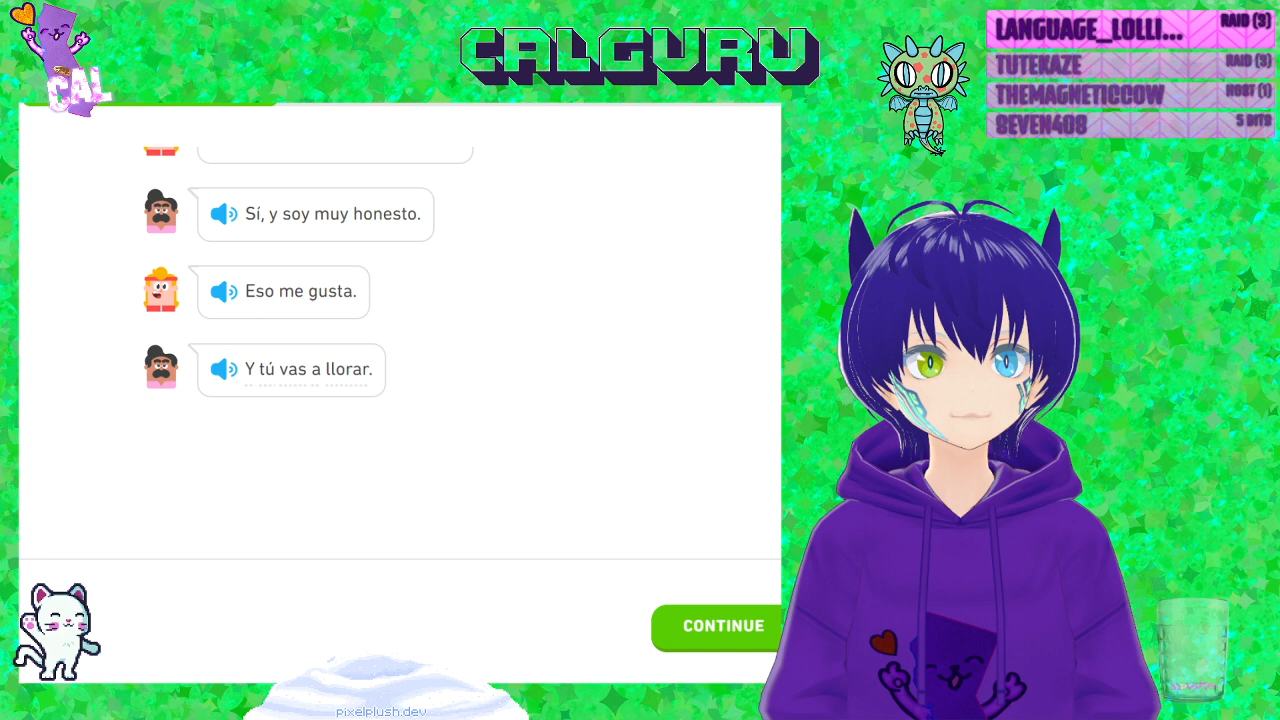 CAL
CALGURU
LANGUAGE_LOLLI... RAID (3)
TUTEKAZE RAID (3)
THEMAGNETICCOW HOST (1)
SEVEN408 5 BITS
Sí, y soy muy honesto.
Eso me gusta.
Y tú vas a llorar.
CONTINUE
pixelplush.dev